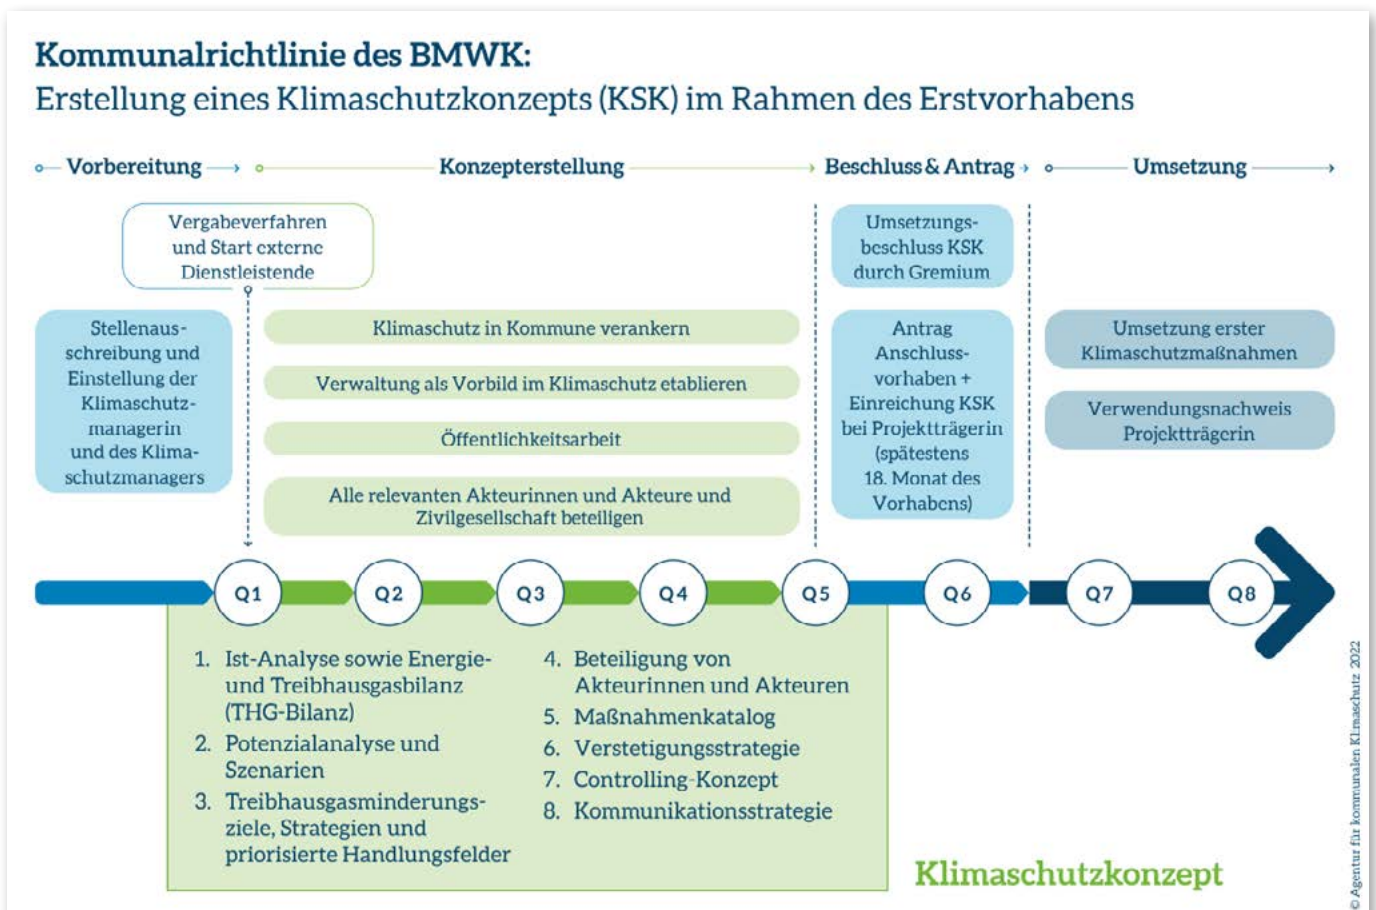 Kommunalrichtlinie des BMWK:
Erstellung eines Klimaschutzkonzepts (KSK) im Rahmen des Erstvorhabens
Vorbereitung
Konzepterstellung
Beschluss & Antrag
Umsetzung
Vergabeverfahren
und Start externe
Dienstleistende
Stellenaus-
schreibung und
Einstellung der
Klimaschutz-
managerin
und des Klima-
schutzmanagers
Klimaschutz in Kommune verankern
Verwaltung als Vorbild im Klimaschutz etablieren
Öffentlichkeitsarbeit
Alle relevanten Akteurinnen und Akteure und
Zivilgesellschaft beteiligen
Umsetzungs-
beschluss KSK
durch Gremium
Antrag
Anschluss-
vorhaben +
Einreichung KSK
bei Projektträgerin
(spätestens
18. Monat des
Vorhabens)
Umsetzung erster
Klimaschutzmaßnahmen
Verwendungsnachweis
Projektträgerin
Q1
Q2
Q3
Q4
Q5
Q6
Q7
Q8
1. Ist-Analyse sowie Energie-
und Treibhausgasbilanz
(THG-Bilanz)
2. Potenzialanalyse und
Szenarien
3. Treibhausgasminderungs-
ziele, Strategien und
priorisierte Handlungsfelder
4. Beteiligung von
Akteurinnen und Akteuren
5. Maßnahmenkatalog
6. Verstetigungsstrategie
7. Controlling-Konzept
8. Kommunikationsstrategie
Klimaschutzkonzept
© Agentur für kommunalen Klimaschutz 2022